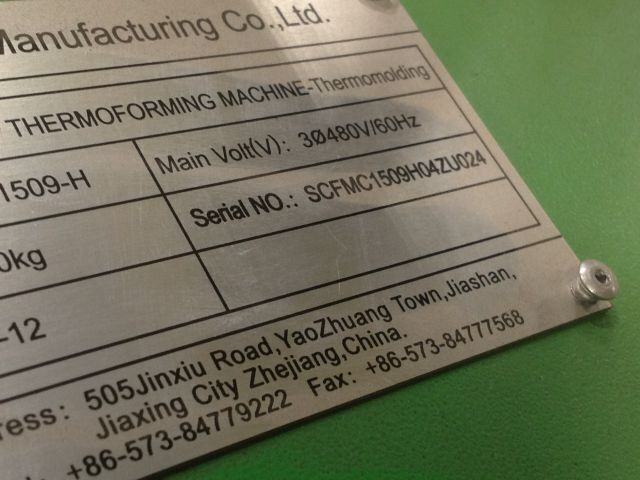 Manufacturing Co.,Ltd.
THERMOFORMING MACHINE-Thermomolding
1509-H
Main Volt(V): 3Ø480V/60Hz
0kg
Serial NO.: SCFMC1509H04ZU024
-12
ress: 505Jinxiu Road,YaoZhuang Town,Jiashan,
Jiaxing City Zhejiang,China.
+86-573-84779222 Fax: +86-573-84777568